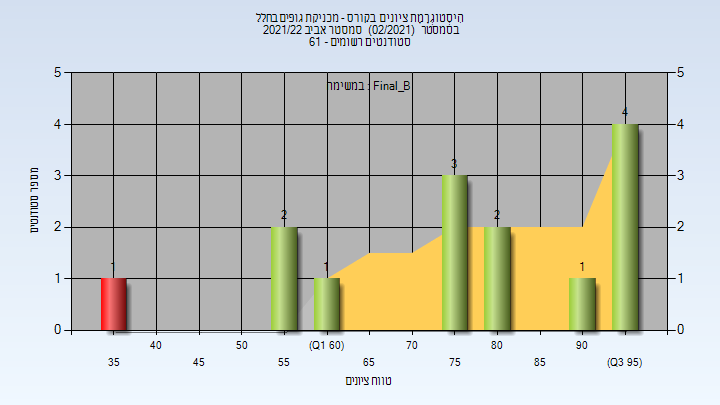 היסטוגרמת ציונים בקורס - מכניקת גופים בחלל
בסמסטר (02/2021) סמסטר אביב 2021/22
סטודנטים רשומים - 61
במשימה : Final_B
5 5
4 4
3 3
2 2
1 1
0 0
1 2 1 3 2 1 4
מספר סטודנטים
40 50 (Q1 60) 70 80 90
35 45 55 65 75 85 (Q3 95)
טווח ציונים